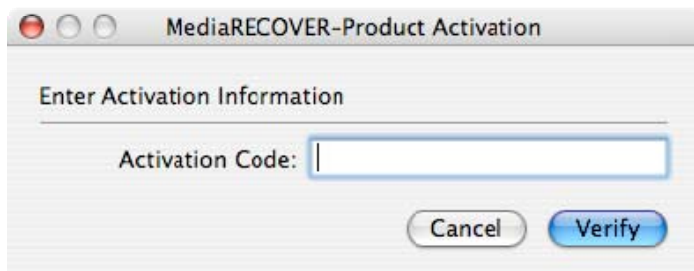 MediaRECOVER-Product Activation
Enter Activation Information
Activation Code:
Cancel
Verify